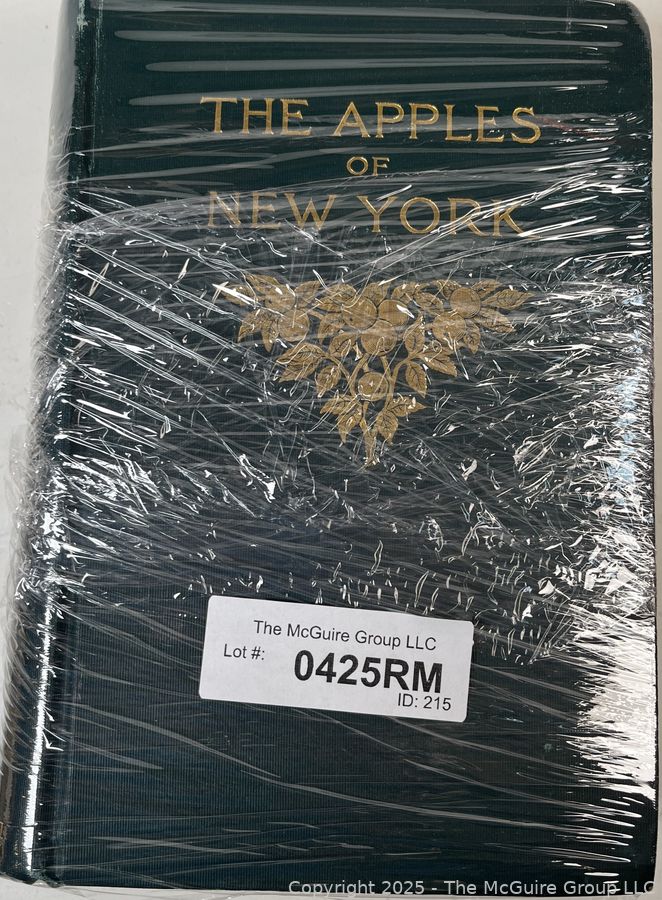 THE APPLES
OF
NEW YORK
The McGuire Group LLC
Lot #: 0425RM
ID: 215
Copyright 2025 - The McGuire Group LLC